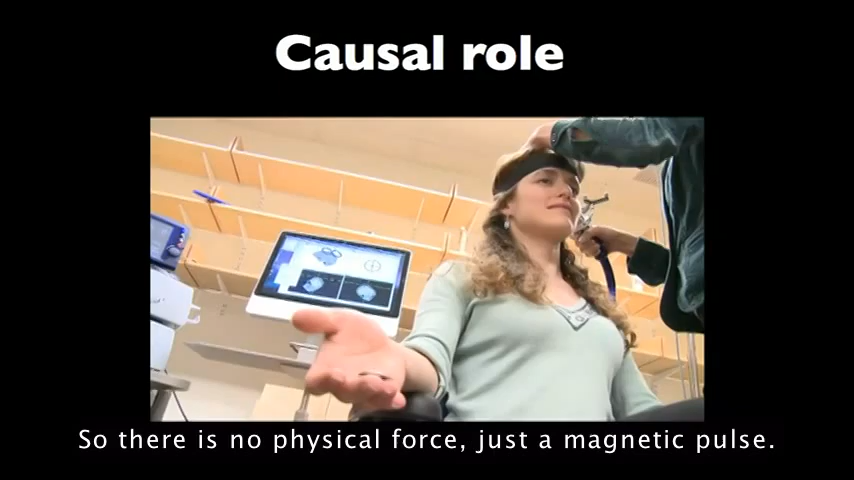 Causal role
So there is no physical force, just a magnetic pulse.